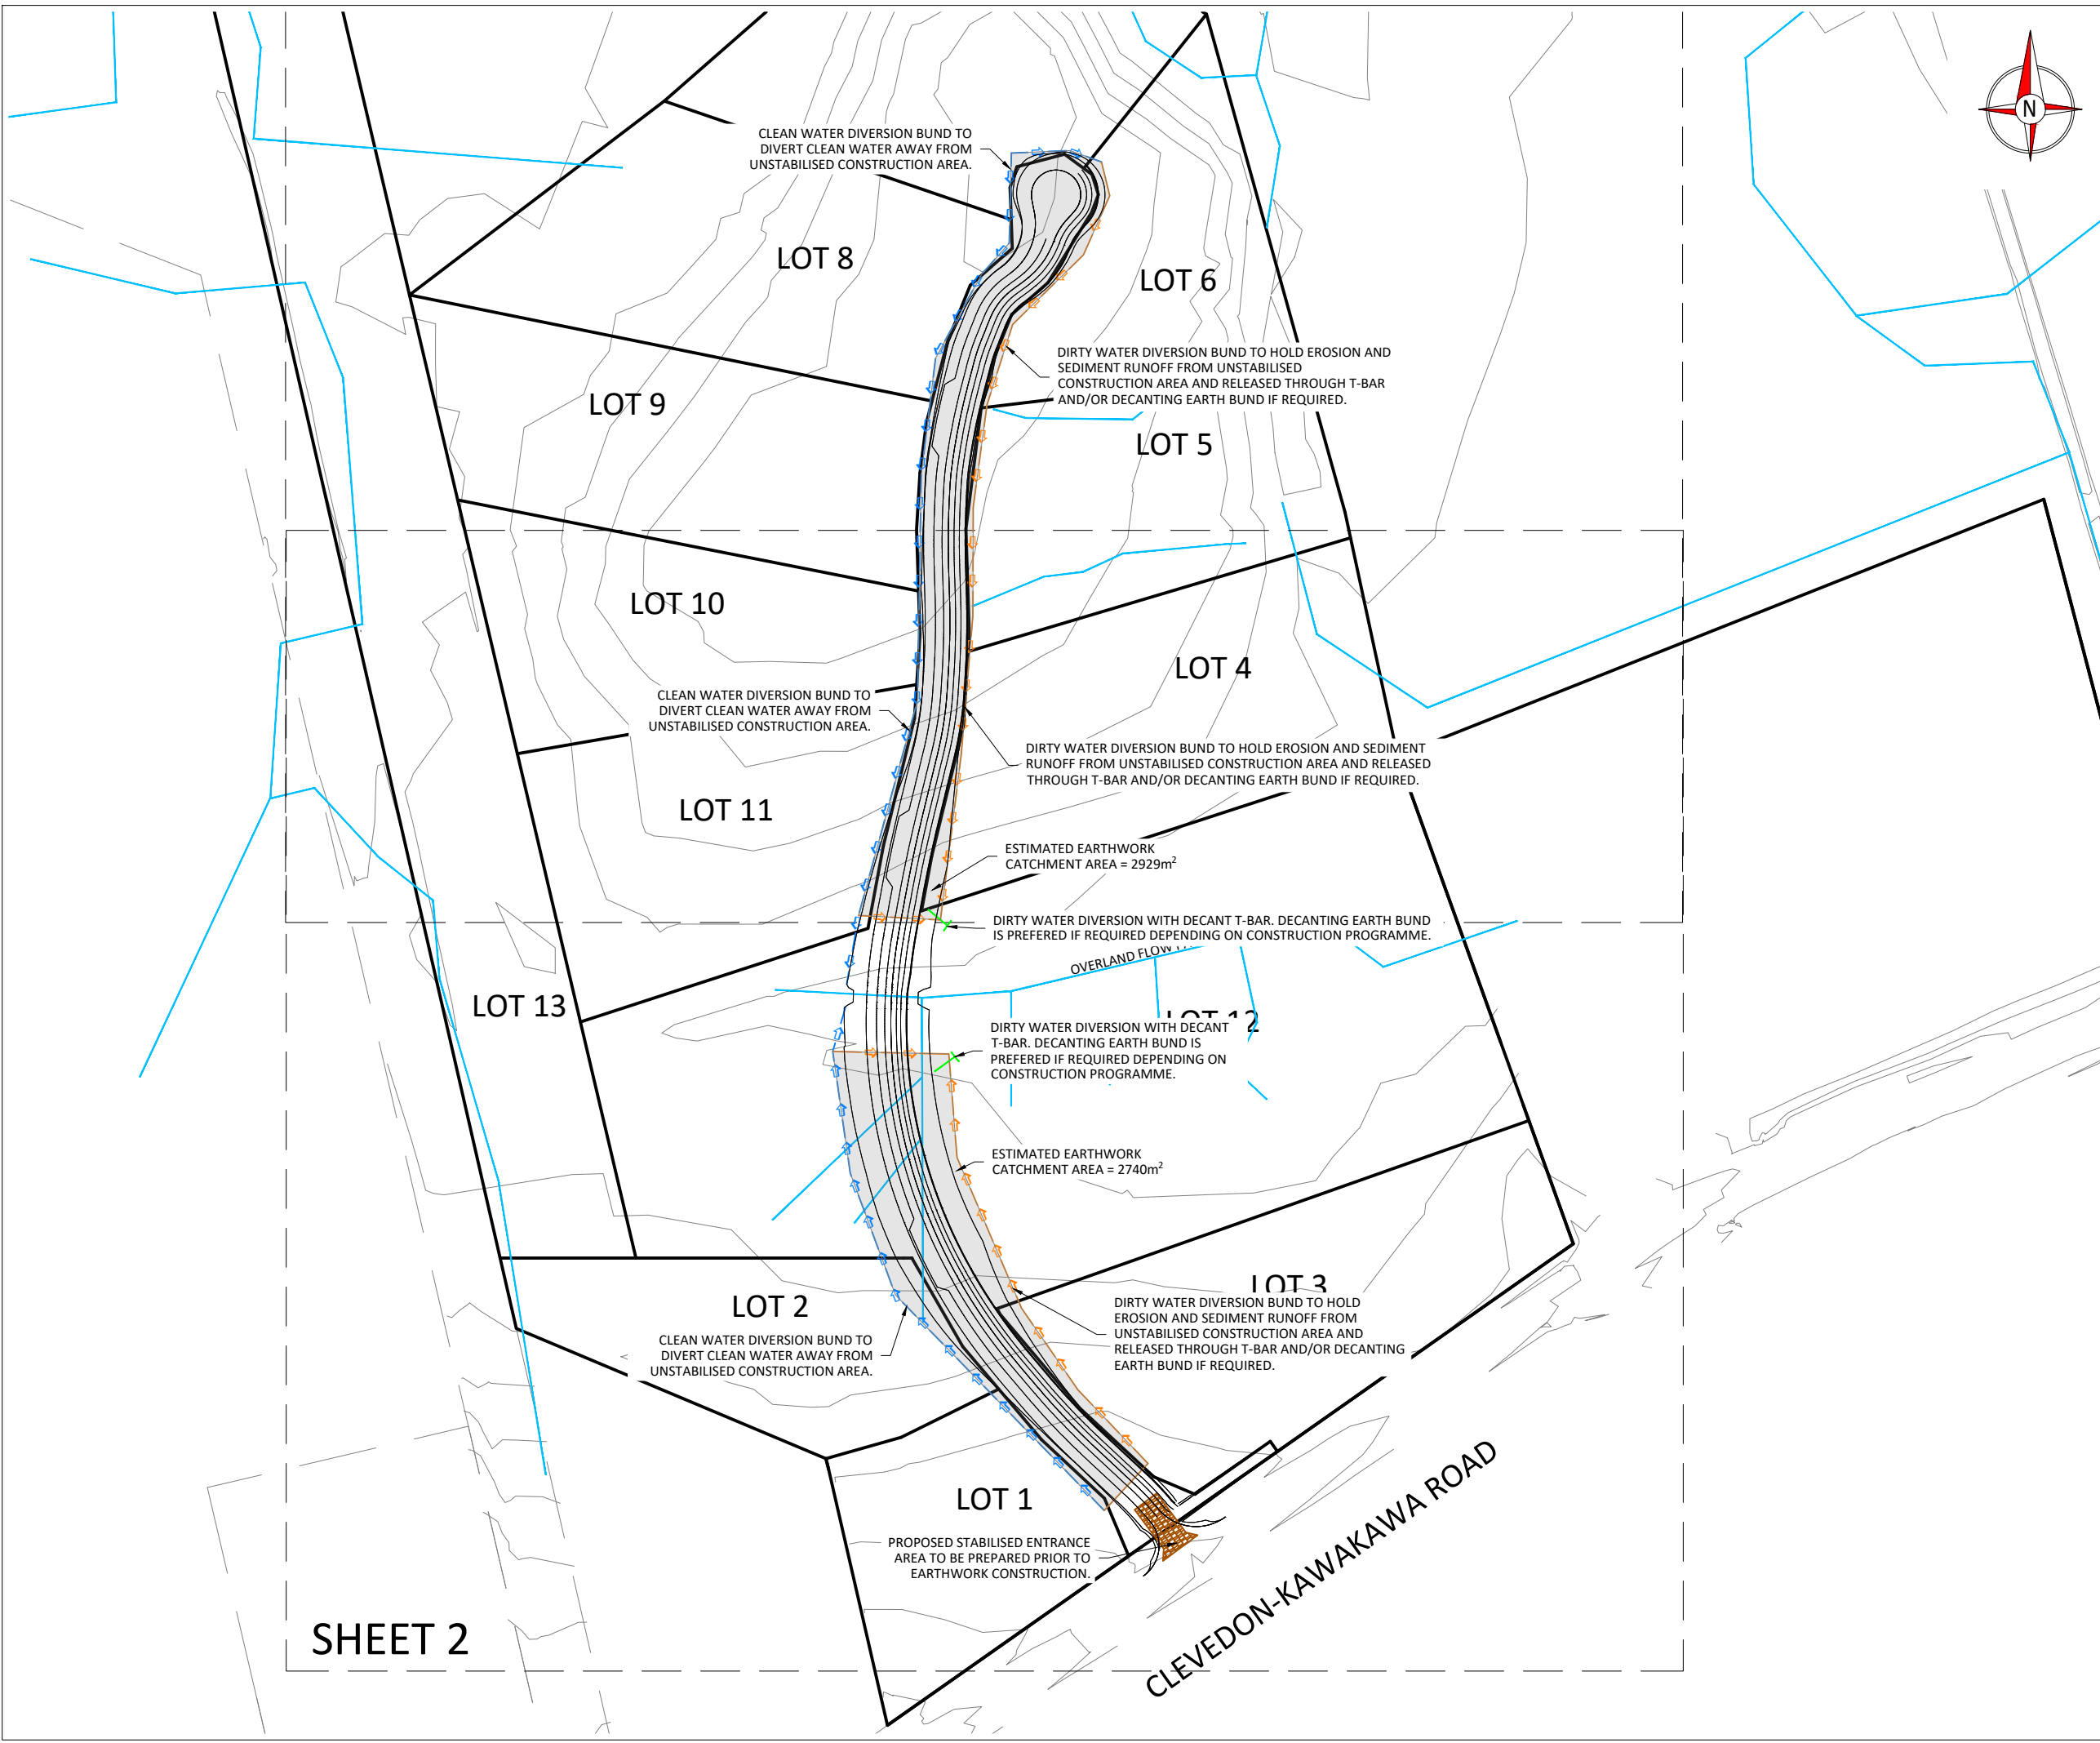 N
CLEAN WATER DIVERSION BUND TO
DIVERT CLEAN WATER AWAY FROM
UNSTABILISED CONSTRUCTION AREA.
LOT 8
LOT 6
DIRTY WATER DIVERSION BUND TO HOLD EROSION AND
SEDIMENT RUNOFF FROM UNSTABILISED
CONSTRUCTION AREA AND RELEASED THROUGH T-BAR
AND/OR DECANTING EARTH BUND IF REQUIRED.
LOT 9
LOT 5
LOT 10
LOT 4
CLEAN WATER DIVERSION BUND TO
DIVERT CLEAN WATER AWAY FROM
UNSTABILISED CONSTRUCTION AREA.
DIRTY WATER DIVERSION BUND TO HOLD EROSION AND SEDIMENT
RUNOFF FROM UNSTABILISED CONSTRUCTION AREA AND RELEASED
THROUGH T-BAR AND/OR DECANTING EARTH BUND IF REQUIRED.
LOT 11
ESTIMATED EARTHWORK
CATCHMENT AREA = 2929m²
DIRTY WATER DIVERSION WITH DECANT T-BAR. DECANTING EARTH BUND
IS PREFERED IF REQUIRED DEPENDING ON CONSTRUCTION PROGRAMME.
OVERLAND FLOW
LOT 13
LOT 12
DIRTY WATER DIVERSION WITH DECANT
T-BAR. DECANTING EARTH BUND IS
PREFERED IF REQUIRED DEPENDING ON
CONSTRUCTION PROGRAMME.
ESTIMATED EARTHWORK
CATCHMENT AREA = 2740m²
LOT 3
LOT 2
DIRTY WATER DIVERSION BUND TO HOLD
EROSION AND SEDIMENT RUNOFF FROM
UNSTABILISED CONSTRUCTION AREA AND
RELEASED THROUGH T-BAR AND/OR DECANTING
EARTH BUND IF REQUIRED.
CLEAN WATER DIVERSION BUND TO
DIVERT CLEAN WATER AWAY FROM
UNSTABILISED CONSTRUCTION AREA.
LOT 1
PROPOSED STABILISED ENTRANCE
AREA TO BE PREPARED PRIOR TO
EARTHWORK CONSTRUCTION.
CLEVEDON-KAWAKAWA ROAD
SHEET 2